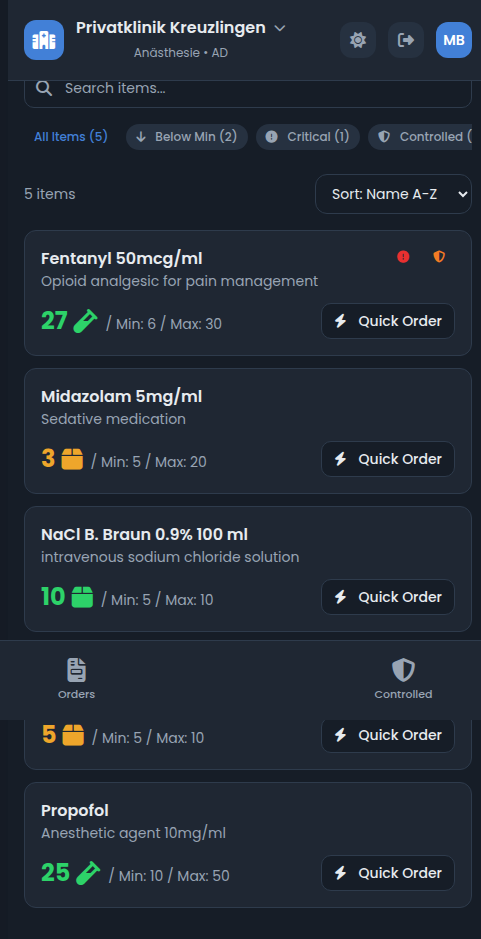 Privatklinik Kreuzlingen
Anästhesie • AD
MB
Search items...
All Items (5)
Below Min (2)
Critical (1)
Controlled (
5 items
Sort: Name A-Z
Fentanyl 50mcg/ml
Opioid analgesic for pain management
27 / Min: 6 / Max: 30
Quick Order
Midazolam 5mg/ml
Sedative medication
3 / Min: 5 / Max: 20
Quick Order
NaCl B. Braun 0.9% 100 ml
intravenous sodium chloride solution
10 / Min: 5 / Max: 10
Quick Order
Orders
Controlled
5 / Min: 5 / Max: 10
Quick Order
Propofol
Anesthetic agent 10mg/ml
25 / Min: 10 / Max: 50
Quick Order